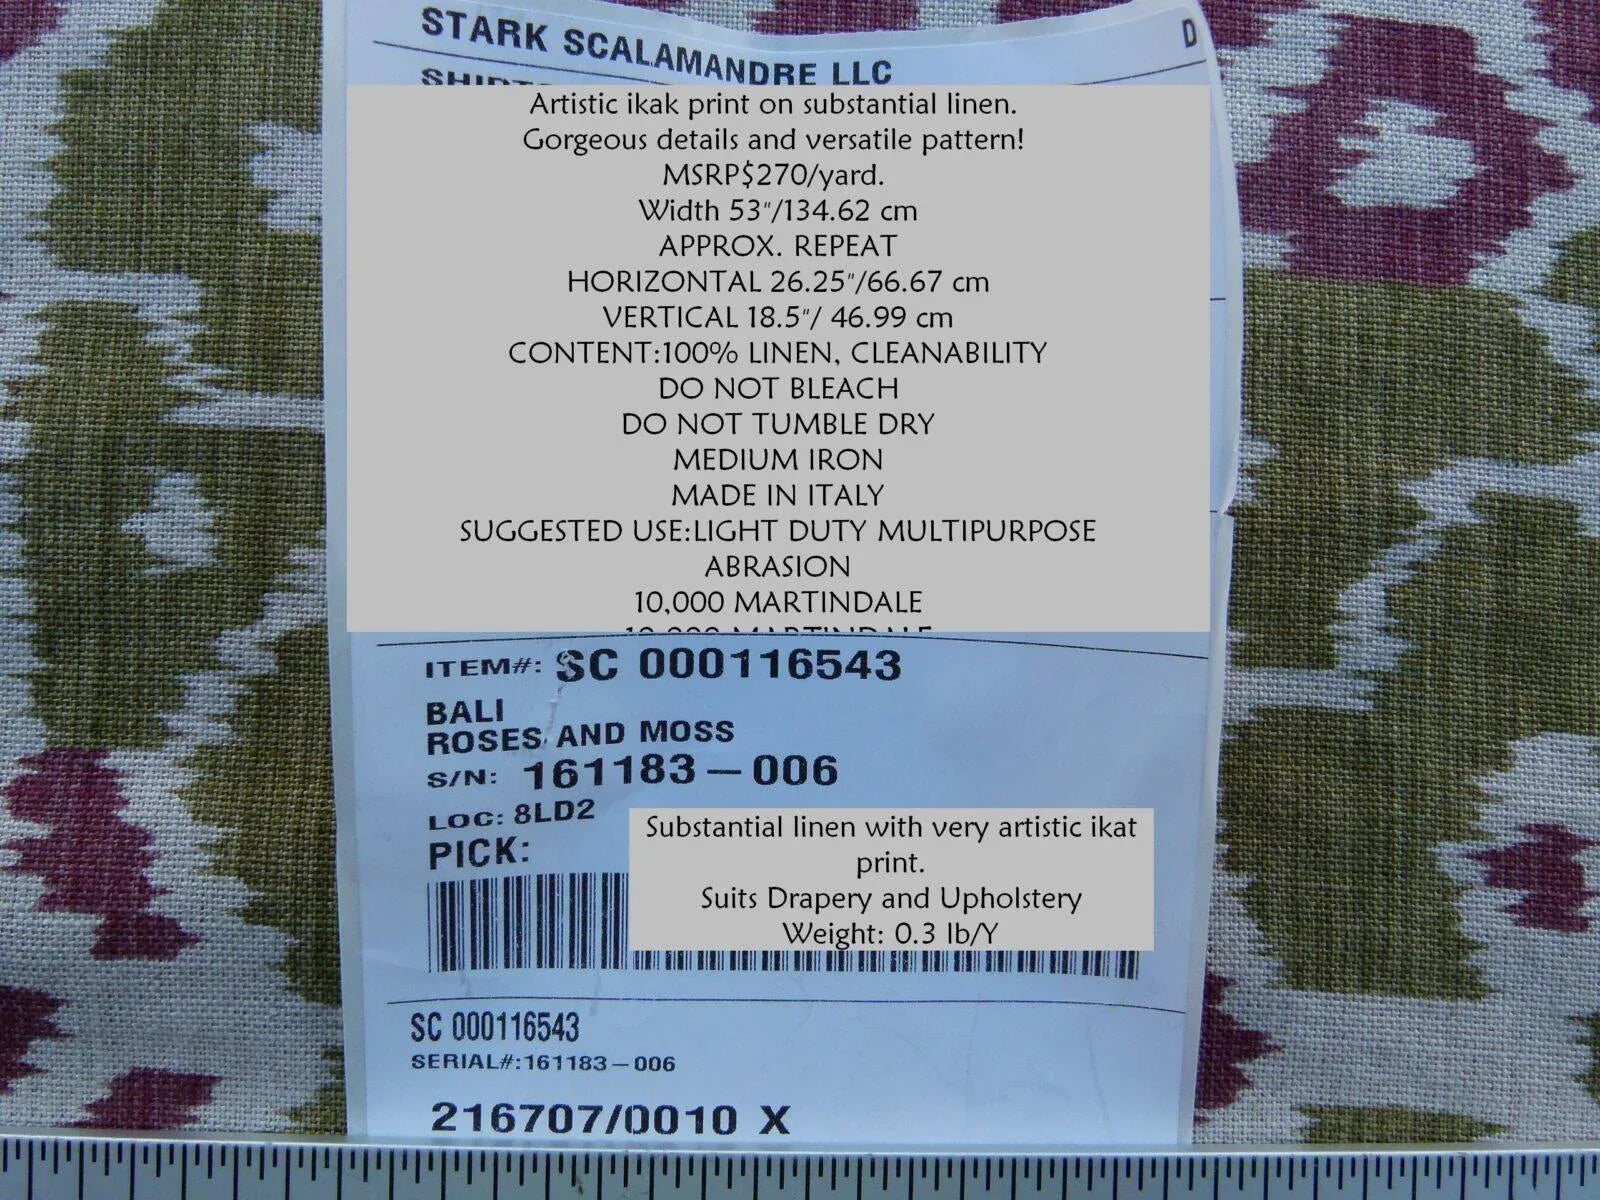 STARK SCALAMANDRE LLC
D
Artistic ikak print on substantial linen.
Gorgeous details and versatile pattern!
MSRP$270/yard.
Width 53"/134.62 cm
APPROX. REPEAT
HORIZONTAL 26.25"/66.67 cm
VERTICAL 18.5"/ 46.99 cm
CONTENT:100% LINEN, CLEANABILITY
DO NOT BLEACH
DO NOT TUMBLE DRY
MEDIUM IRON
MADE IN ITALY
SUGGESTED USE:LIGHT DUTY MULTIPURPOSE
ABRASION
10,000 MARTINDALE
10,000 MARTINDALE
ITEM#: SC 000116543
BALI
ROSES AND MOSS
S/N: 161183-006
LOC: 8LD2
PICK:
Substantial linen with very artistic ikat
print.
Suits Drapery and Upholstery
Weight: 0.3 lb/Y
SC 000116543
SERIAL#:161183-006
216707/0010 X